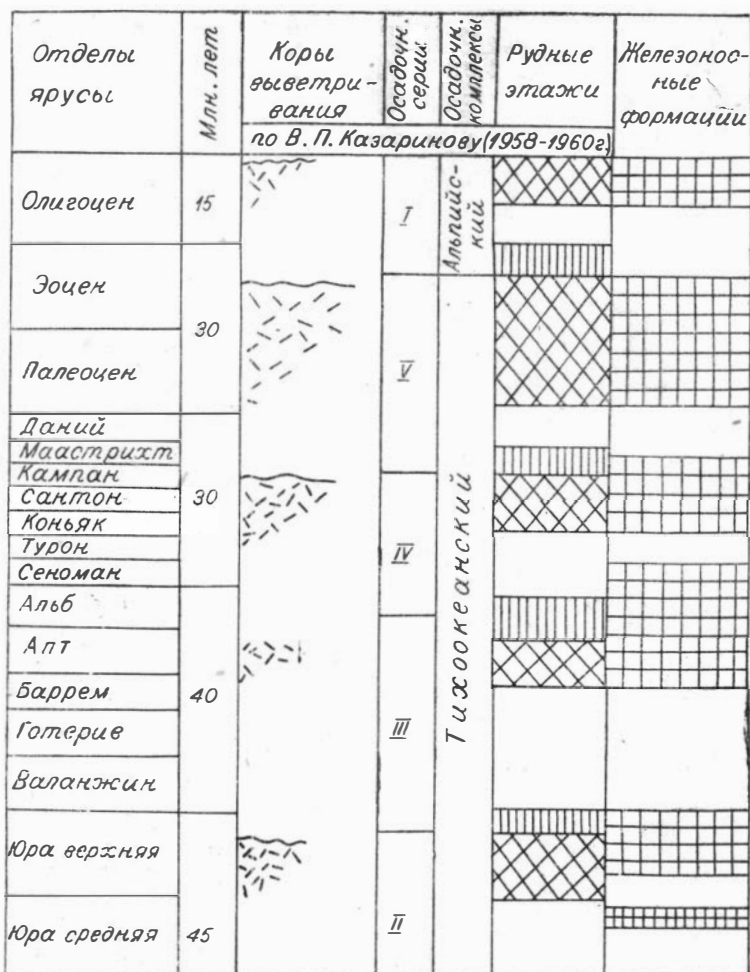 Отделы
ярусы
Млн. лет
Коры
выветри-
вания
Осадочн.
серии
Осадочн.
комплексы
Рудные
этажи
Железонос-
ные
формации
по В.П. Казаринову (1958-1960г.)
Олигоцен
15
I
Альпийс-
кий
Эоцен
30
Палеоцен
V
Даний
Маастрихт
Кампан
Сантон
30
Коньяк
Турон
IV
Сеноман
Тихоокеанский
Альб
Апт
Баррем
40
Готерив
III
Валанжин
Юра верхняя
Юра средняя
45
II